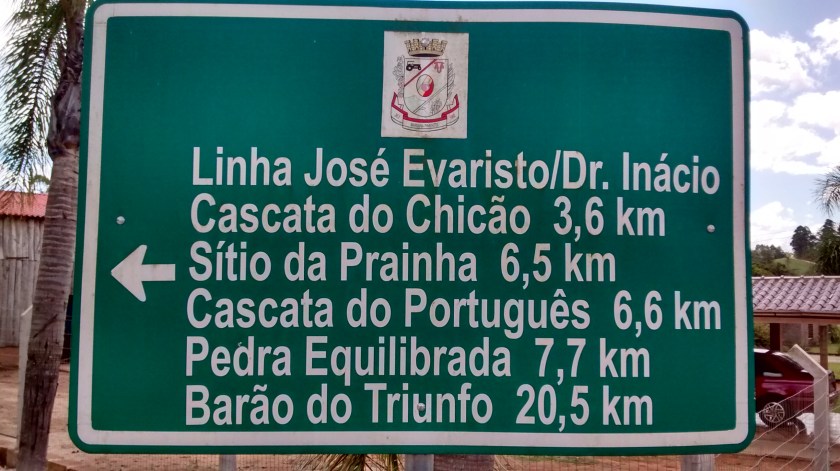 Linha José Evaristo/Dr. Inácio
Cascata do Chicão 3,6 km
Sítio da Prainha 6,5 km
Cascata do Português 6,6 km
Pedra Equilibrada 7,7 km
Barão do Triunfo 20,5 km